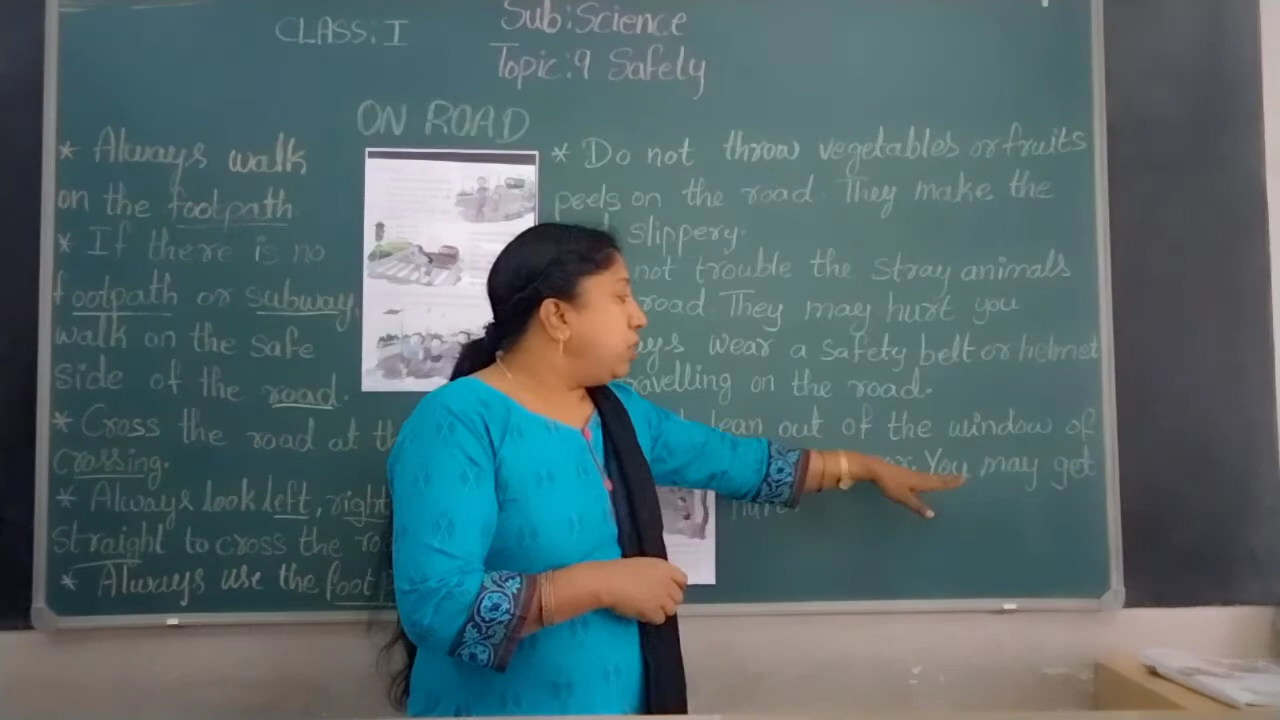 CLASS: I
Sub: Science
Topic: 9 Safety
ON ROAD
* Always walk
on the footpath
* If there is no
footpath or subway,
walk on the safe
side of the road.
* Cross the road at
crossing.
* Always look left, right
straight to cross the
* Always use the foot
* Do not throw vegetables or fruits
peels on the road. They make the
slippery.
not trouble the stray animals
road. They may hurt you
wear a safety belt or helmet
travelling on the road.
lean out of the window of
You may get
hurt